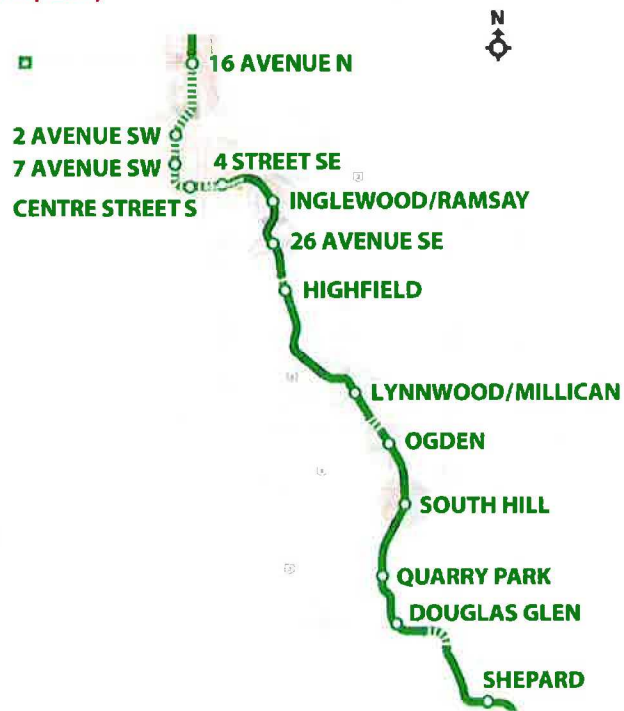 N
16 AVENUE N
2 AVENUE SW
7 AVENUE SW
4 STREET SE
CENTRE STREET S
INGLEWOOD/RAMSAY
26 AVENUE SE
HIGHFIELD
LYNNWOOD/MILLICAN
OGDEN
SOUTH HILL
QUARRY PARK
DOUGLAS GLEN
SHEPARD